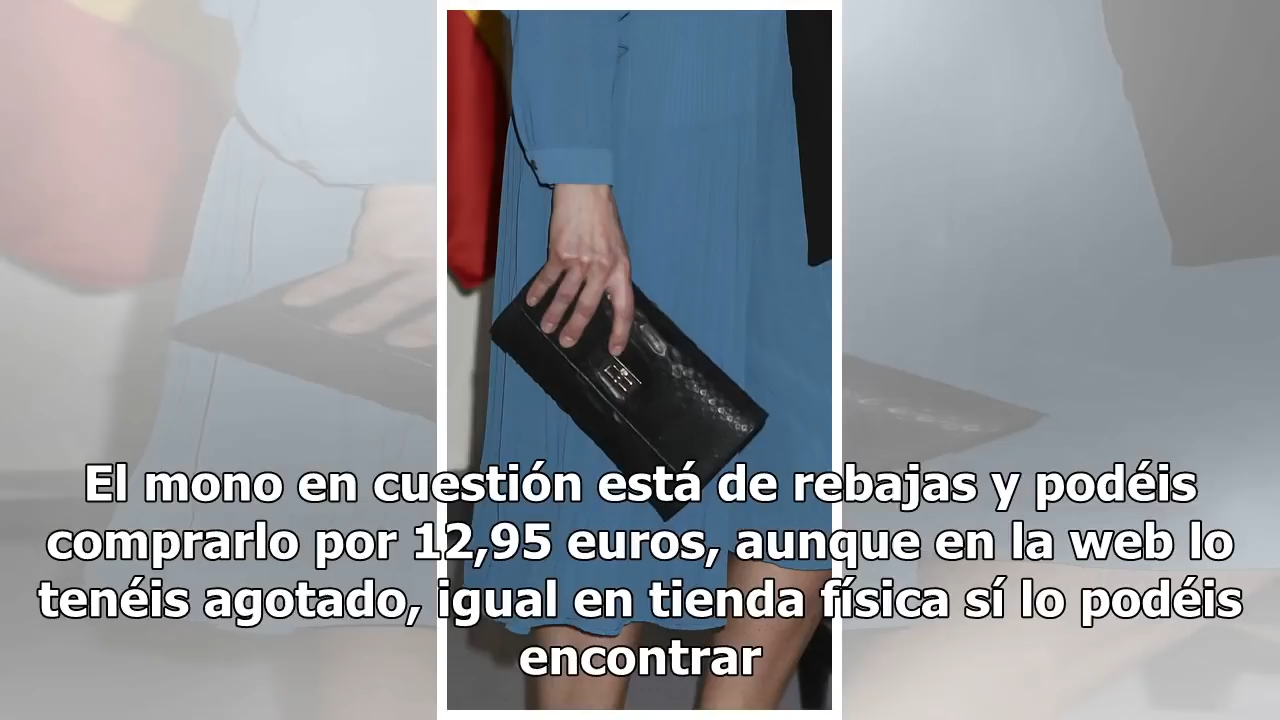 El mono en cuestión está de rebajas y podéis
comprarlo por 12,95 euros, aunque en la web lo
tenéis agotado, igual en tienda física sí lo podéis
encontrar